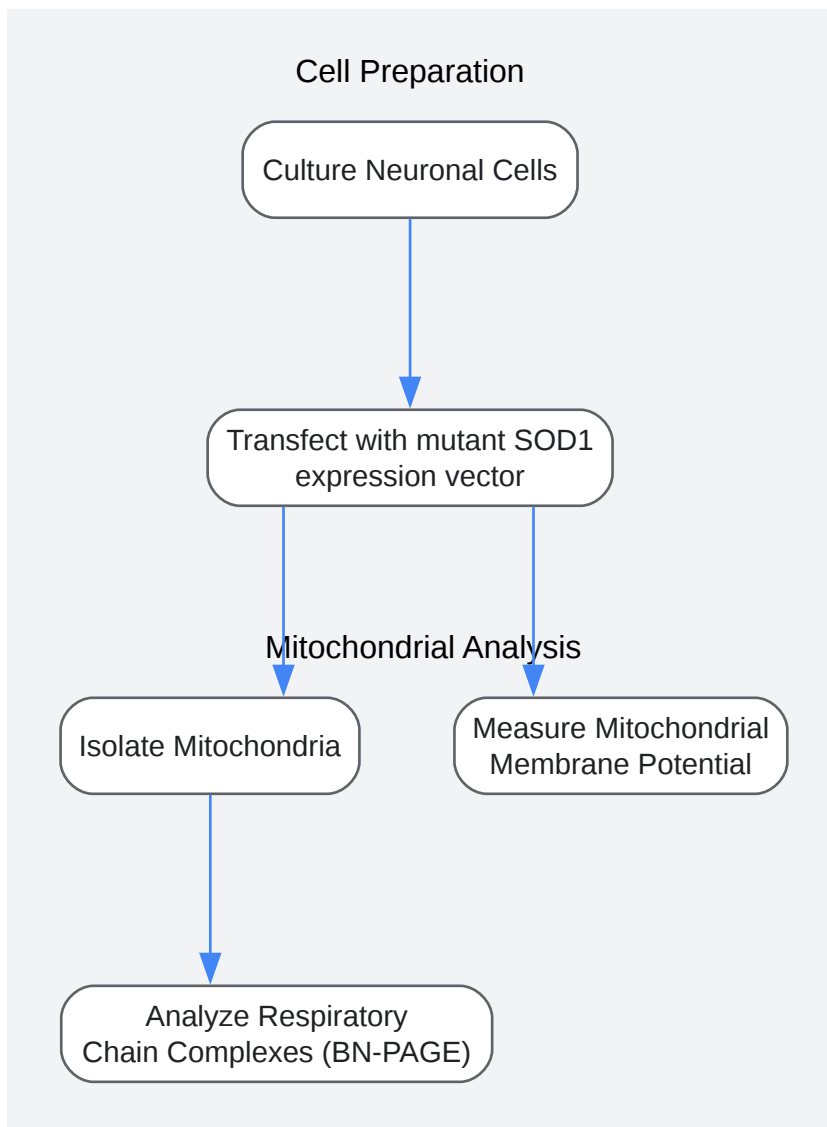 Cell Preparation
Culture Neuronal Cells
Transfect with mutant SOD1
expression vector
Mitochondrial Analysis
Isolate Mitochondria
Measure Mitochondrial
Membrane Potential
Analyze Respiratory
Chain Complexes (BN-PAGE)